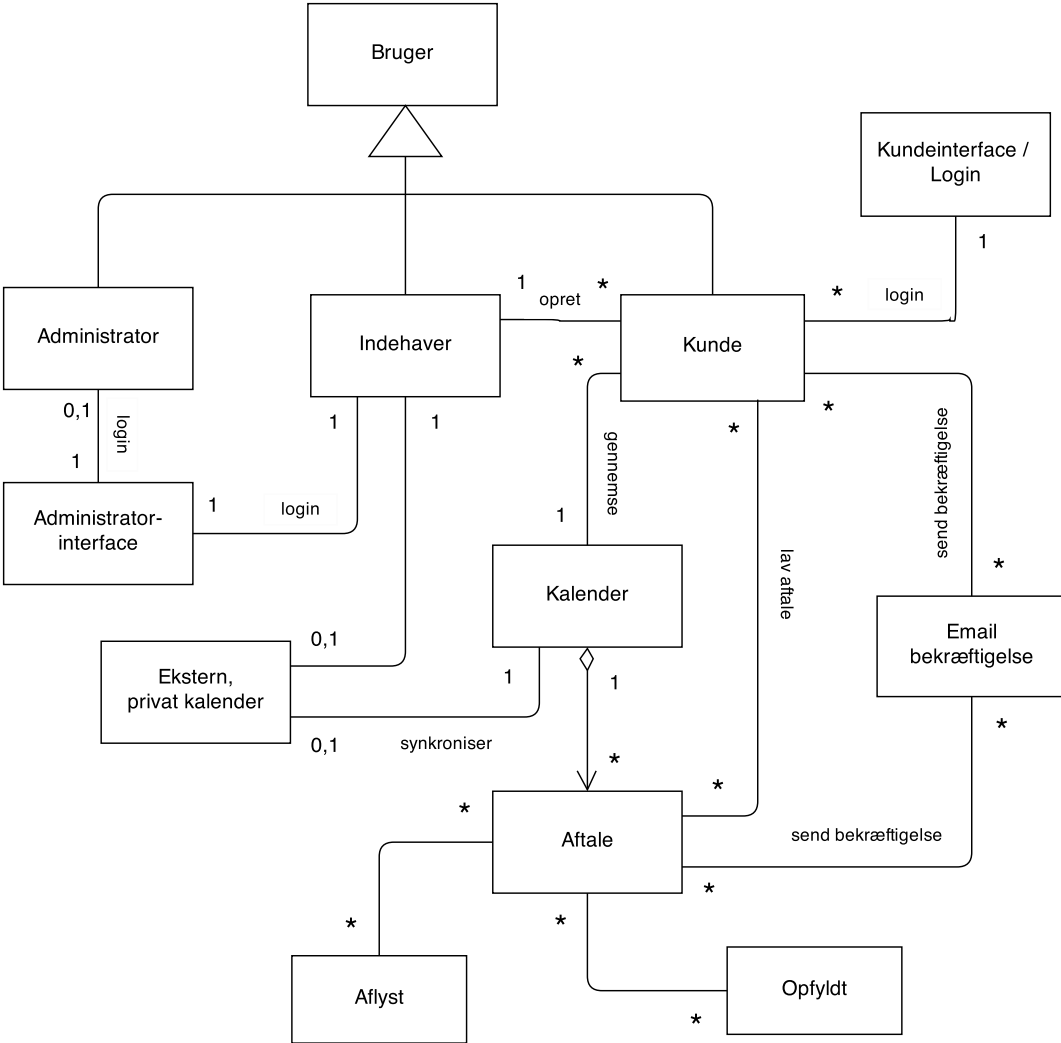 Bruger
Kundeinterface /
Login
1
1
opret
*
*
login
Administrator
Indehaver
Kunde
*
0,1
login
1
1
1
*
*
gennemse
send bekræftigelse
1
Administrator-
interface
1
login
1
lav aftale
*
Kalender
Email
bekræftigelse
0,1
Ekstern,
privat kalender
1
1
*
0,1
synkroniser
*
*
*
Aftale
send bekræftigelse
*
*
*
Aflyst
Opfyldt
*